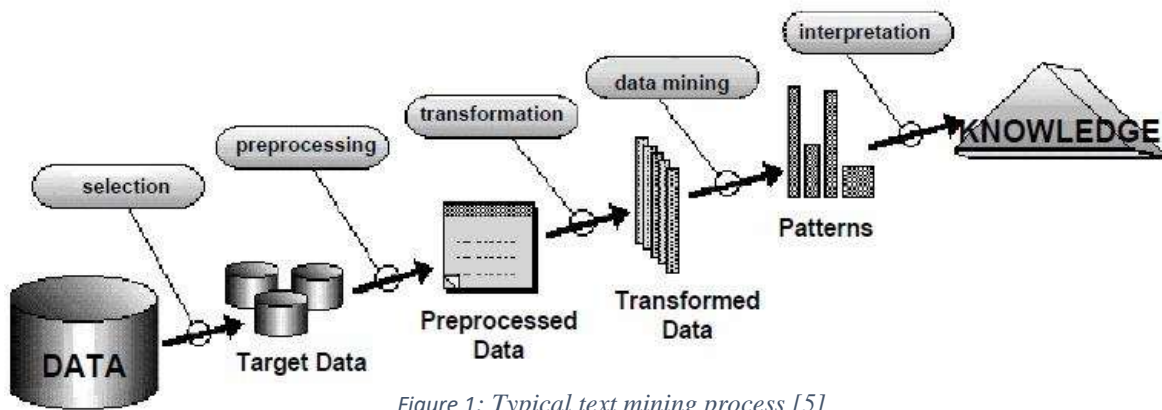 interpretation
data mining
transformation
preprocessing
selection
KNOWLEDGE
Patterns
Transformed
Data
Preprocessed
Data
Target Data
DATA
Figure 1: Typical text mining process [5]